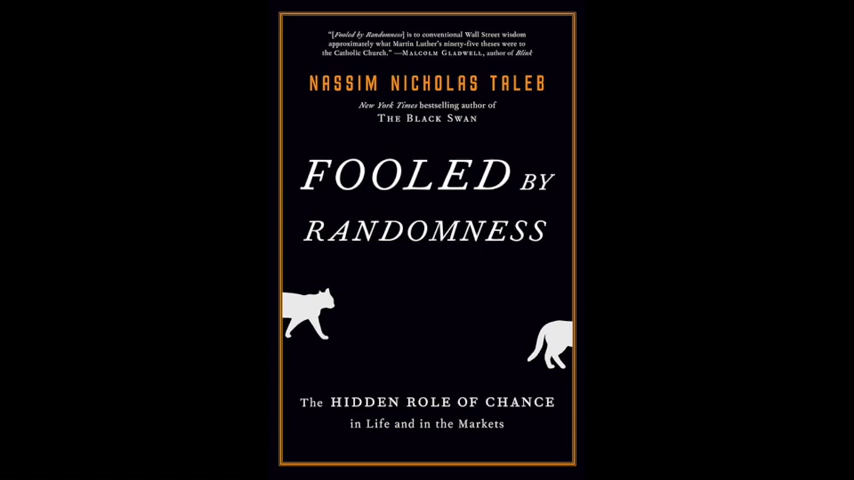 “[Fooled by Randomness] is to conventional Wall Street wisdom
approximately what Martin Luther’s ninety-five theses were to
the Catholic Church.” —MALCOLM GLADWELL, author of Blink
NASSIM NICHOLAS TALEB
New York Times bestselling author of
THE BLACK SWAN
FOOLED BY
RANDOMNESS
The HIDDEN ROLE OF CHANCE
in Life and in the Markets